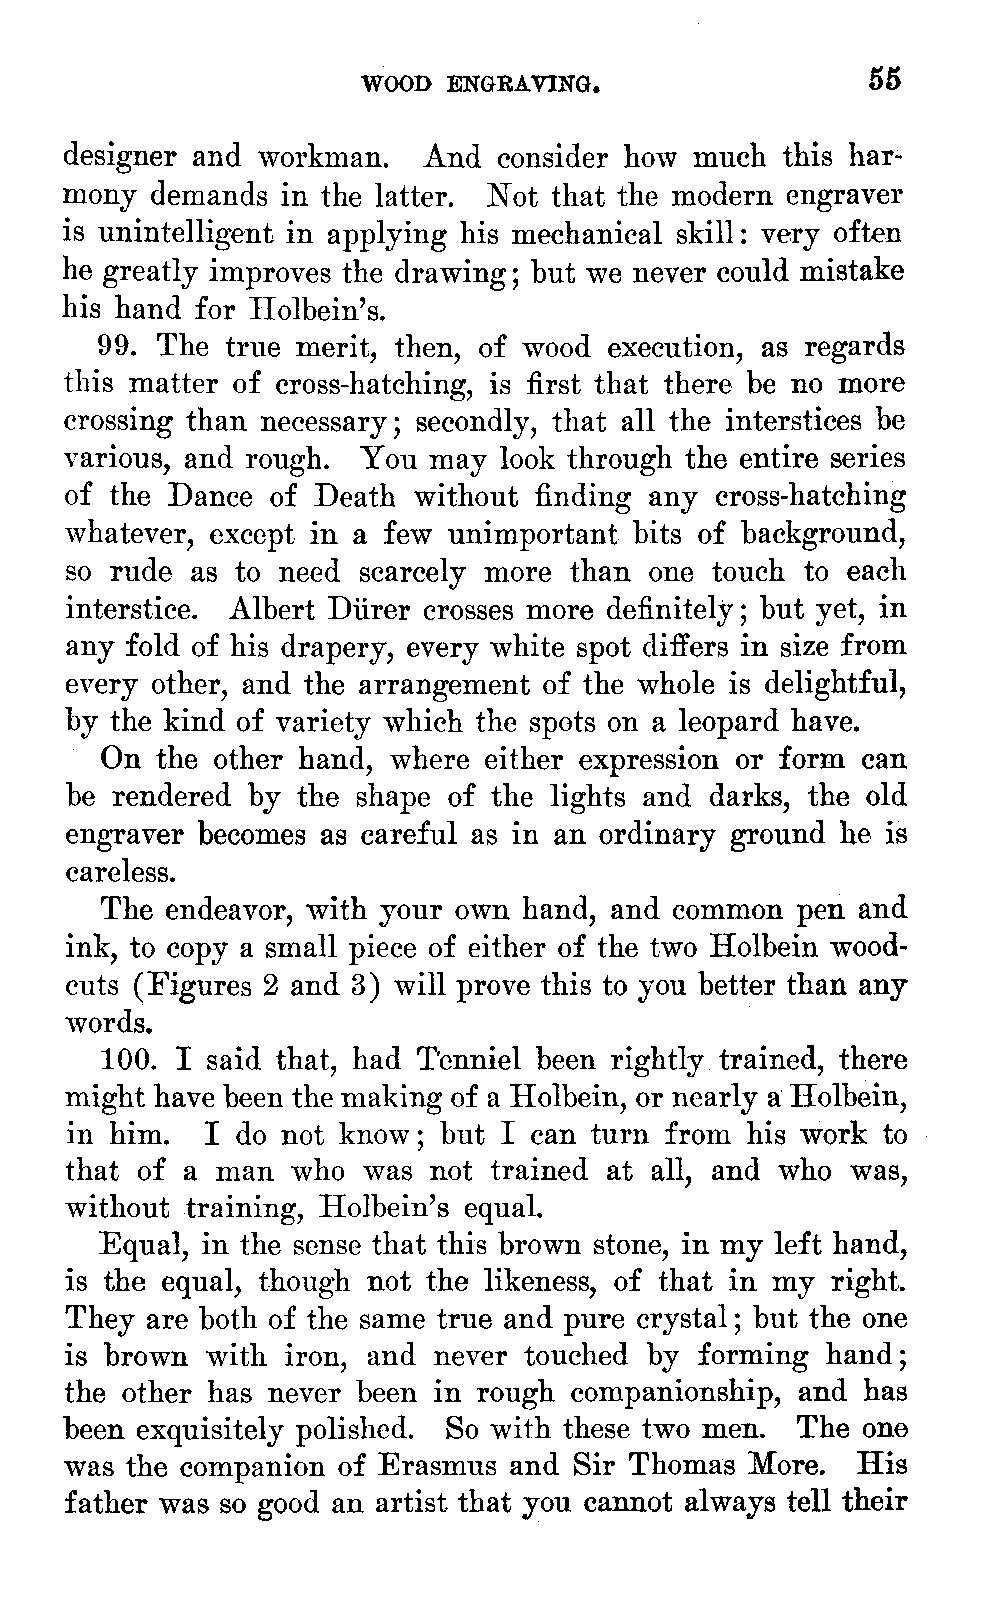 WOOD ENGRAVING. 55
designer and workman. And consider how much this har-
mony demands in the latter. Not that the modern engraver
is unintelligent in applying his mechanical skill: very often
he greatly improves the drawing; but we never could mistake
his hand for Holbein's.
99. The true merit, then, of wood execution, as regards
this matter of cross-hatching, is first that there be no more
crossing than necessary; secondly, that all the interstices be
various, and rough. You may look through the entire series
of the Dance of Death without finding any cross-hatching
whatever, except in a few unimportant bits of background,
so rude as to need scarcely more than one touch to each
interstice. Albert Dürer crosses more definitely; but yet, in
any fold of his drapery, every white spot differs in size from
every other, and the arrangement of the whole is delightful,
by the kind of variety which the spots on a leopard have.
On the other hand, where either expression or form can
be rendered by the shape of the lights and darks, the old
engraver becomes as careful as in an ordinary ground he is
careless.
The endeavor, with your own hand, and common pen and
ink, to copy a small piece of either of the two Holbein wood-
cuts (Figures 2 and 3) will prove this to you better than any
words.
100. I said that, had Tenniel been rightly trained, there
might have been the making of a Holbein, or nearly a Holbein,
in him. I do not know; but I can turn from his work to
that of a man who was not trained at all, and who was,
without training, Holbein's equal.
Equal, in the sense that this brown stone, in my left hand,
is the equal, though not the likeness, of that in my right.
They are both of the same true and pure crystal; but the one
is brown with iron, and never touched by forming hand;
the other has never been in rough companionship, and has
been exquisitely polished. So with these two men. The one
was the companion of Erasmus and Sir Thomas More. His
father was so good an artist that you cannot always tell their